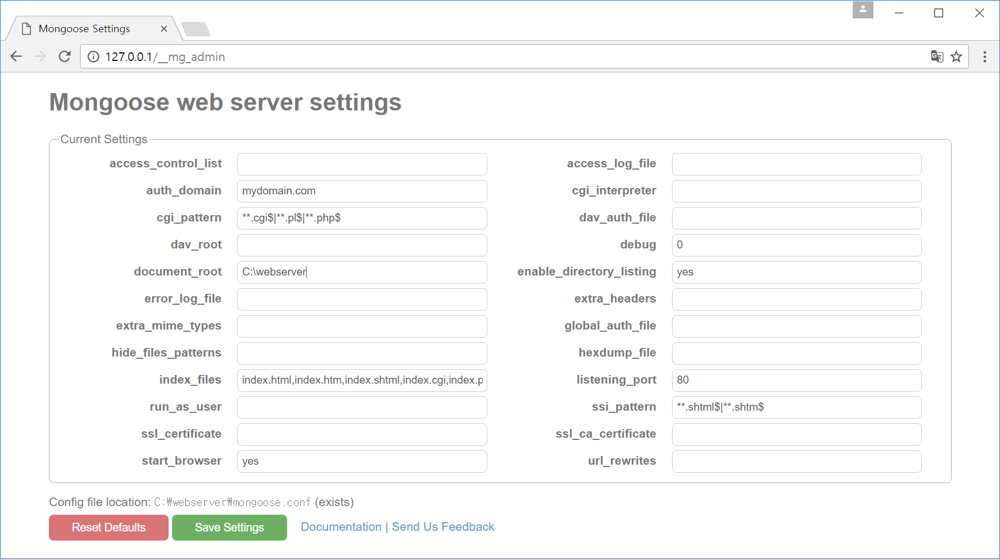 Mongoose Settings
127.0.0.1/__mg_admin
Mongoose web server settings
Current Settings
access_control_list
access_log_file
auth_domain mydomain.com
cgi_interpreter
cgi_pattern **.cgi$|**.pl$|**.php$
dav_auth_file
dav_root
debug 0
document_root C:\webserver
enable_directory_listing yes
error_log_file
extra_headers
extra_mime_types
global_auth_file
hide_files_patterns
hexdump_file
index_files index.html,index.htm,index.shtml,index.cgi,index.p
listening_port 80
run_as_user
ssi_pattern **.shtml$|**.shtm$
ssl_certificate
ssl_ca_certificate
start_browser yes
url_rewrites
Config file location: C:₩webserver₩mongoose.conf (exists)
Reset Defaults Save Settings Documentation | Send Us Feedback